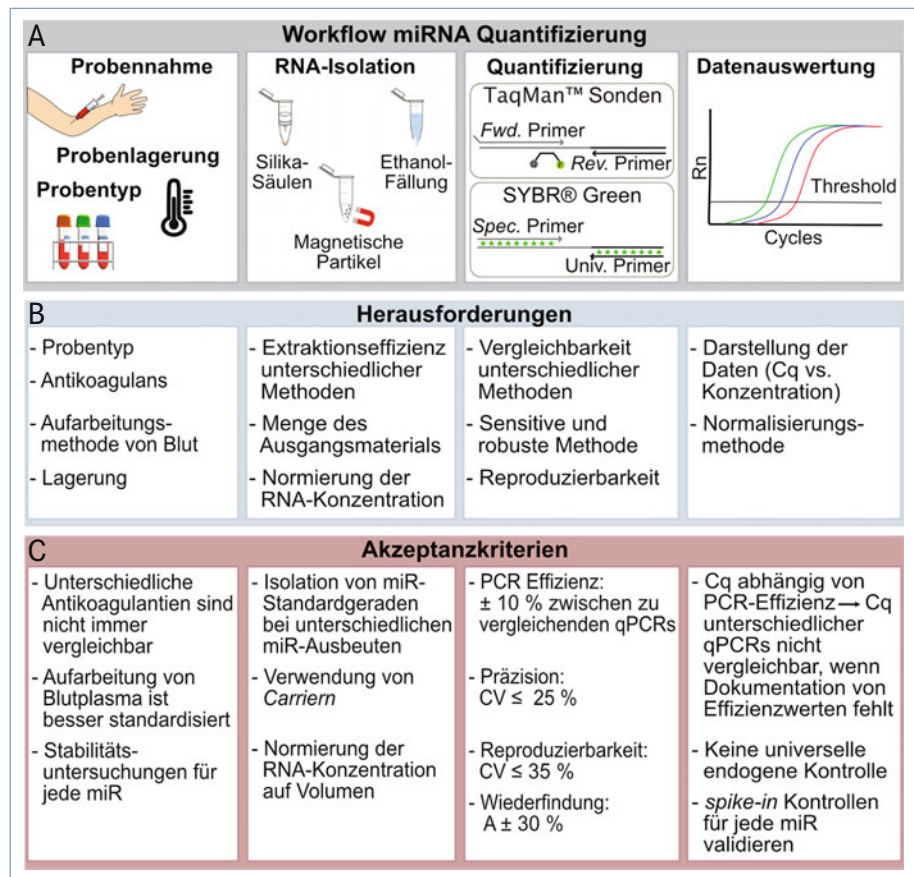 A
Workflow miRNA Quantifizierung
Probennahme
Probenlagerung
Probentyp
RNA-Isolation
Silika-
Säulen
Ethanol-
Fällung
Magnetische
Partikel
Quantifizierung
TaqMan™ Sonden
Fwd. Primer
Rev. Primer
SYBR® Green
Spec. Primer
Univ. Primer
Datenauswertung
Rn
Threshold
Cycles
B
Herausforderungen
- Probentyp
- Antikoagulans
- Aufarbeitungs-
methode von Blut
- Lagerung
- Extraktionseffizienz
unterschiedlicher
Methoden
- Menge des
Ausgangsmaterials
- Normierung der
RNA-Konzentration
- Vergleichbarkeit
unterschiedlicher
Methoden
- Sensitive und
robuste Methode
- Reproduzierbarkeit
- Darstellung der
Daten (Cq vs.
Konzentration)
- Normalisierungs-
methode
C
Akzeptanzkriterien
- Unterschiedliche
Antikoagulantien sind
nicht immer
vergleichbar
- Aufarbeitung von
Blutplasma ist
besser standardisiert
- Stabilitäts-
untersuchungen für
jede miR
- Isolation von miR-
Standardgeraden
bei unterschiedlichen
miR-Ausbeuten
- Verwendung von
Carriern
- Normierung der
RNA-Konzentration
auf Volumen
- PCR Effizienz:
± 10 % zwischen zu
vergleichenden qPCRs
- Präzision:
CV ≤ 25 %
- Reproduzierbarkeit:
CV ≤ 35 %
- Wiederfindung:
A ± 30 %
- Cq abhängig von
PCR-Effizienz → Cq
unterschiedlicher
qPCRs nicht
vergleichbar, wenn
Dokumentation von
Effizienzwerten fehlt
- Keine universelle
endogene Kontrolle
- spike-in Kontrollen
für jede miR
validieren